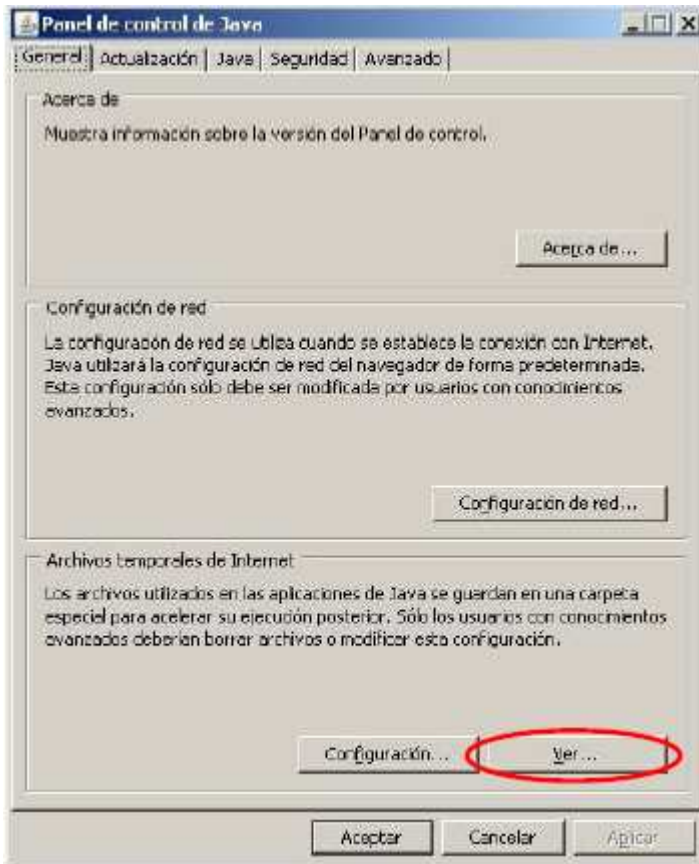 Panel de control de Java
General Actualización Java Seguridad Avanzado
Acerca de
Muestra información sobre la versión del Panel de control.
Acerca de...
Configuración de red
La configuración de red se utiliza cuando se establece la conexión con Internet.
Java utilizará la configuración de red del navegador de forma predeterminada.
Esta configuración sólo debe ser modificada por usuarios con conocimientos
avanzados.
Configuración de red...
Archivos temporales de Internet
Los archivos utilizados en las aplicaciones de Java se guardan en una carpeta
especial para acelerar su ejecución posterior. Sólo los usuarios con conocimientos
avanzados deberían borrar archivos o modificar esta configuración.
Configuración... Ver...
Aceptar Cancelar Aplicar